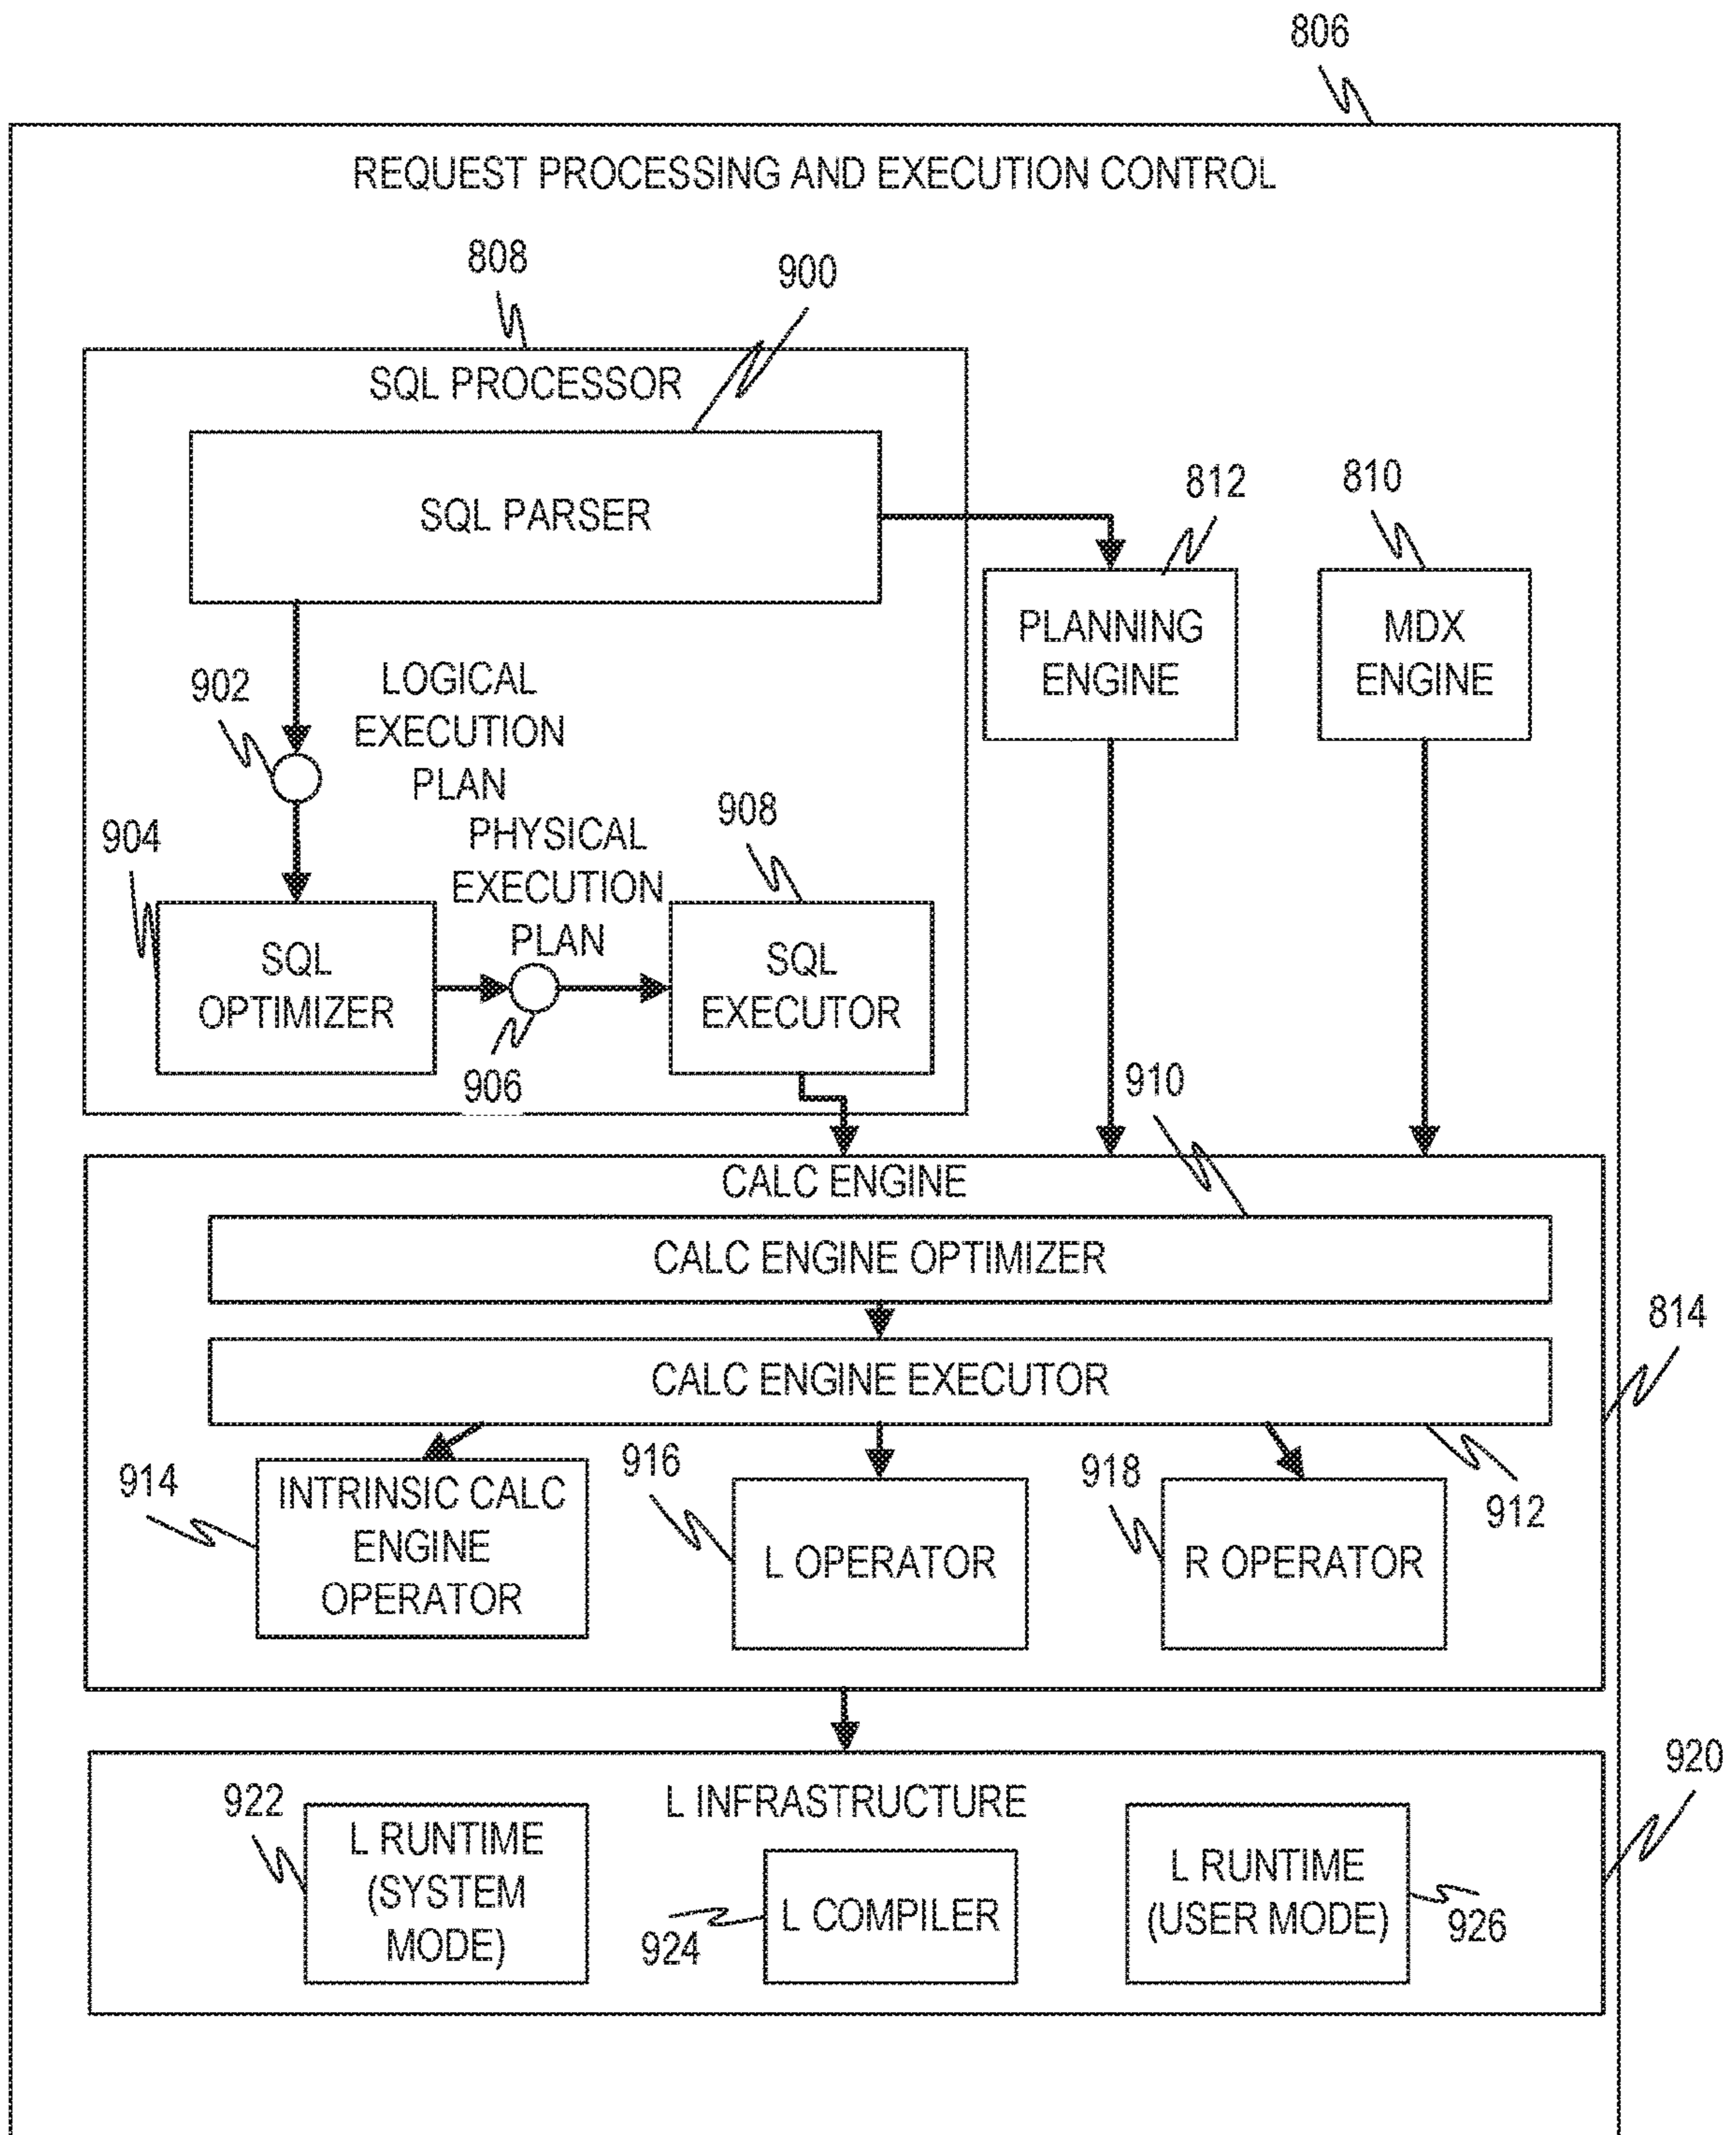 806
REQUEST PROCESSING AND EXECUTION CONTROL
808
900
SQL PROCESSOR
SQL PARSER
812
810
PLANNING
ENGINE
MDX
ENGINE
902
LOGICAL
EXECUTION
PLAN
904
PHYSICAL
EXECUTION
PLAN
908
SQL
OPTIMIZER
SQL
EXECUTOR
906
910
CALC ENGINE
CALC ENGINE OPTIMIZER
814
CALC ENGINE EXECUTOR
914
INTRINSIC CALC
ENGINE
OPERATOR
916
L OPERATOR
918
R OPERATOR
912
920
L INFRASTRUCTURE
922
L RUNTIME
(SYSTEM
MODE)
924
L COMPILER
L RUNTIME
(USER MODE)
926